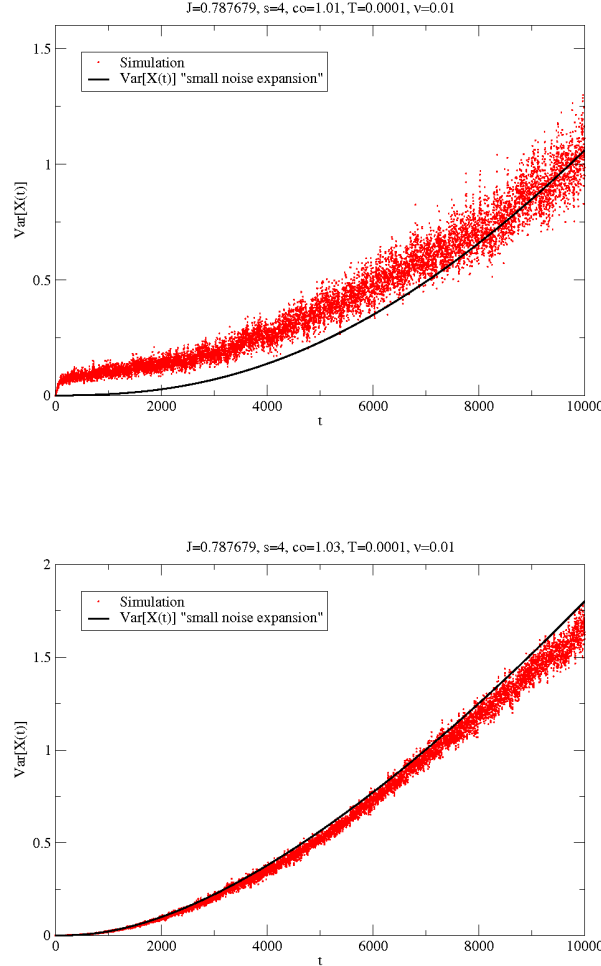 J=0.787679, s=4, co=1.01, T=0.0001, ν=0.01
Simulation
Var[X(t)] "small noise expansion"
1.5
1
0.5
0
Var[X(t)]
0 2000 4000 6000 8000 10000
t
J=0.787679, s=4, co=1.03, T=0.0001, ν=0.01
2
Simulation
Var[X(t)] "small noise expansion"
1.5
1
0.5
0
Var[X(t)]
0 2000 4000 6000 8000 10000
t